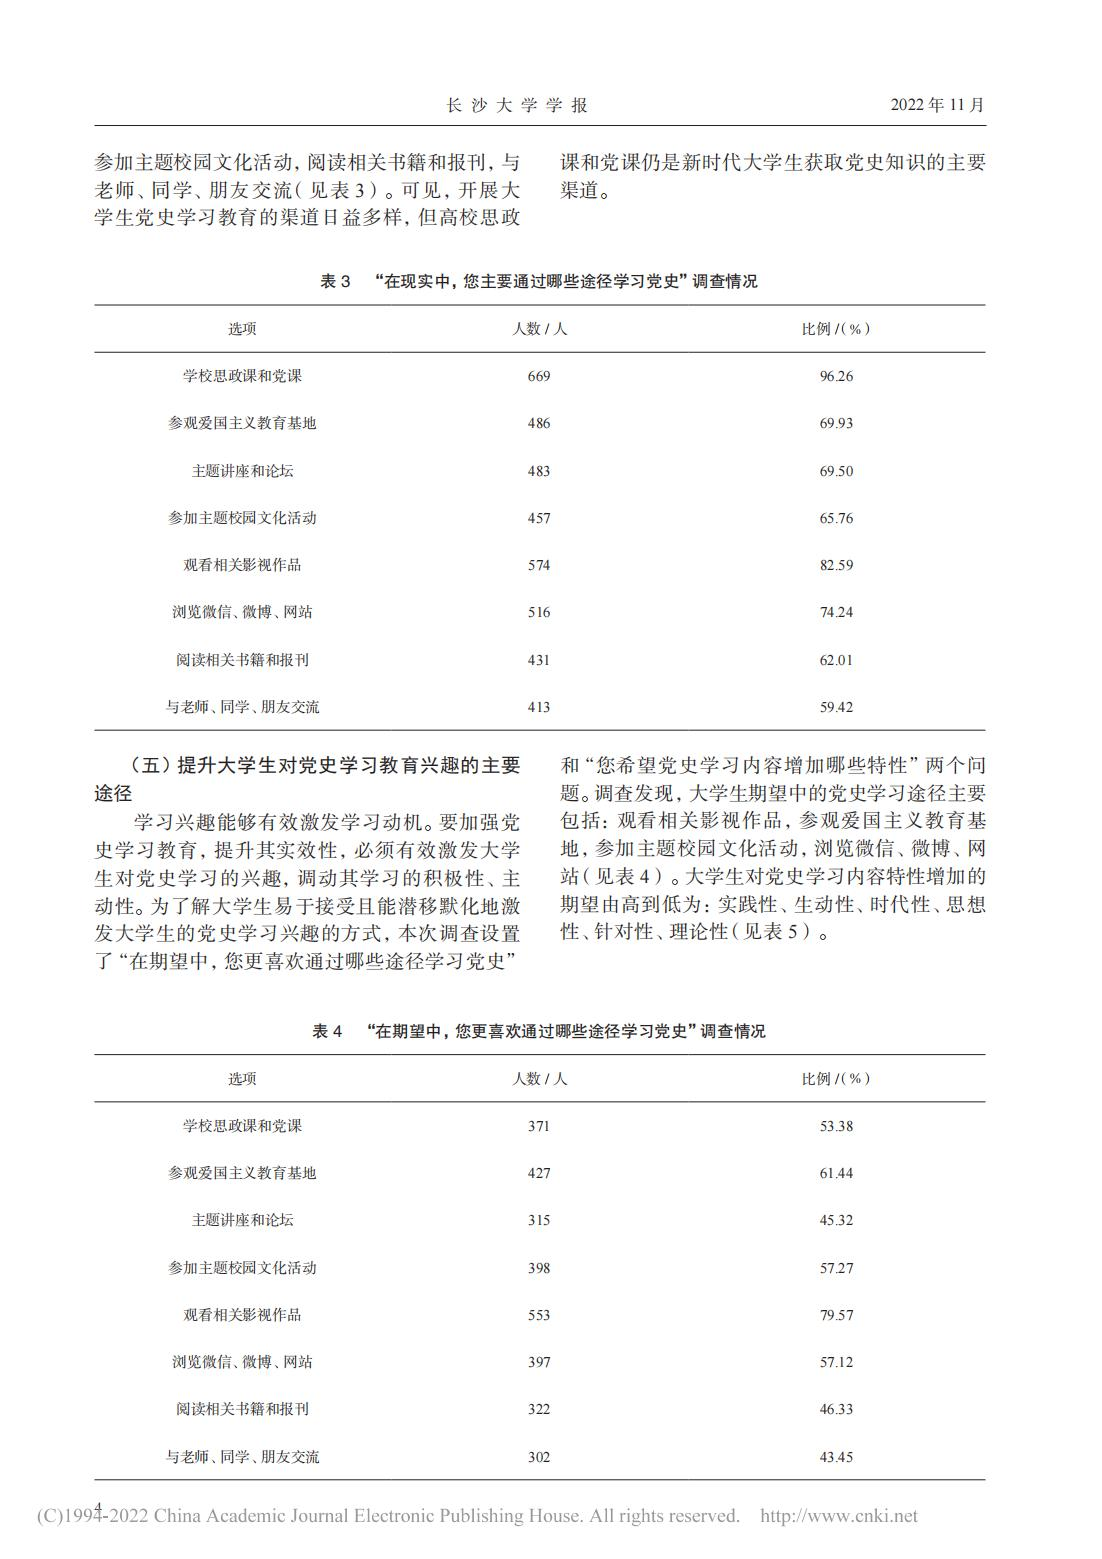 长沙大学学报
2022年11月
参加主题校园文化活动，阅读相关书籍和报刊，与
老师、同学、朋友交流（见表3）。可见，开展大
学生党史学习教育的渠道日益多样，但高校思政
课和党课仍是新时代大学生获取党史知识的主要
渠道。
表3 “在现实中，您主要通过哪些途径学习党史”调查情况
选项 人数/人 比例/(%)
学校思政课和党课 669 96.26
参观爱国主义教育基地 486 69.93
主题讲座和论坛 483 69.50
参加主题校园文化活动 457 65.76
观看相关影视作品 574 82.59
浏览微信、微博、网站 516 74.24
阅读相关书籍和报刊 431 62.01
与老师、同学、朋友交流 413 59.42
（五）提升大学生对党史学习教育兴趣的主要
途径
学习兴趣能够有效激发学习动机。要加强党
史学习教育，提升其实效性，必须有效激发大学
生对党史学习的兴趣，调动其学习的积极性、主
动性。为了解大学生易于接受且能潜移默化地激
发大学生的党史学习兴趣的方式，本次调查设置
了“在期望中，您更喜欢通过哪些途径学习党史”
和“您希望党史学习内容增加哪些特性”两个问
题。调查发现，大学生期望中的党史学习途径主要
包括：观看相关影视作品，参观爱国主义教育基
地，参加主题校园文化活动，浏览微信、微博、网
站（见表4）。大学生对党史学习内容特性增加的
期望由高到低为：实践性、生动性、时代性、思想
性、针对性、理论性（见表5）。
表4 “在期望中，您更喜欢通过哪些途径学习党史”调查情况
选项 人数/人 比例/(%)
学校思政课和党课 371 53.38
参观爱国主义教育基地 427 61.44
主题讲座和论坛 315 45.32
参加主题校园文化活动 398 57.27
观看相关影视作品 553 79.57
浏览微信、微博、网站 397 57.12
阅读相关书籍和报刊 322 46.33
与老师、同学、朋友交流 302 43.45
4
(C)1994-2022 China Academic Journal Electronic Publishing House. All rights reserved. http://www.cnki.net